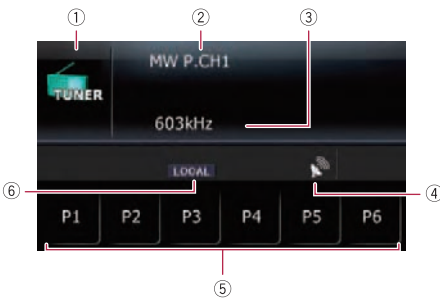 ① ② ③
MW P.CH1
TUNER
603kHz
LOCAL
⑥ ④
P1 P2 P3 P4 P5 P6
⑤